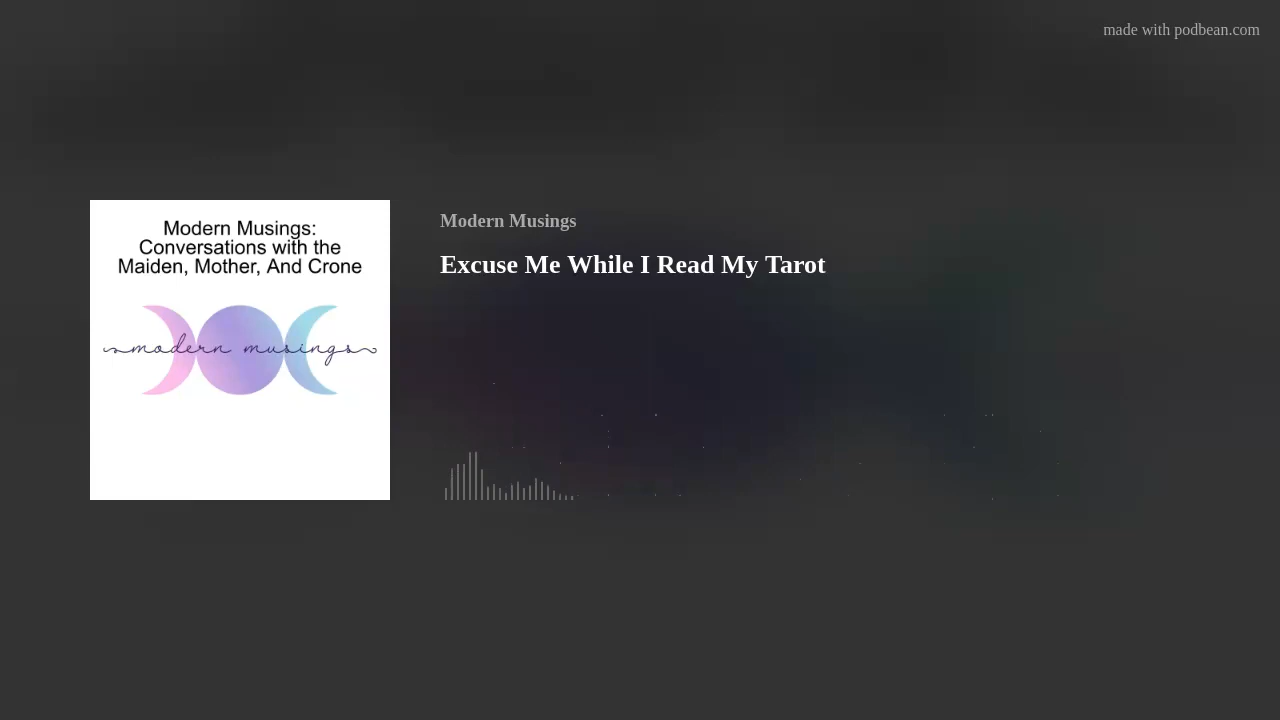 made with podbean.com
Modern Musings:
Conversations with the
Maiden, Mother, And Crone
modern musings
Modern Musings
Excuse Me While I Read My Tarot